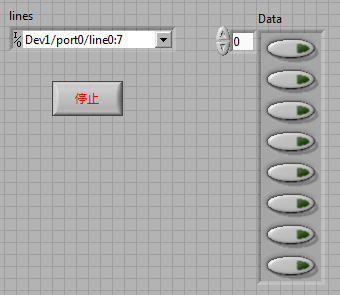 lines
Data
I/O Dev1/port0/line0:7
0
停止